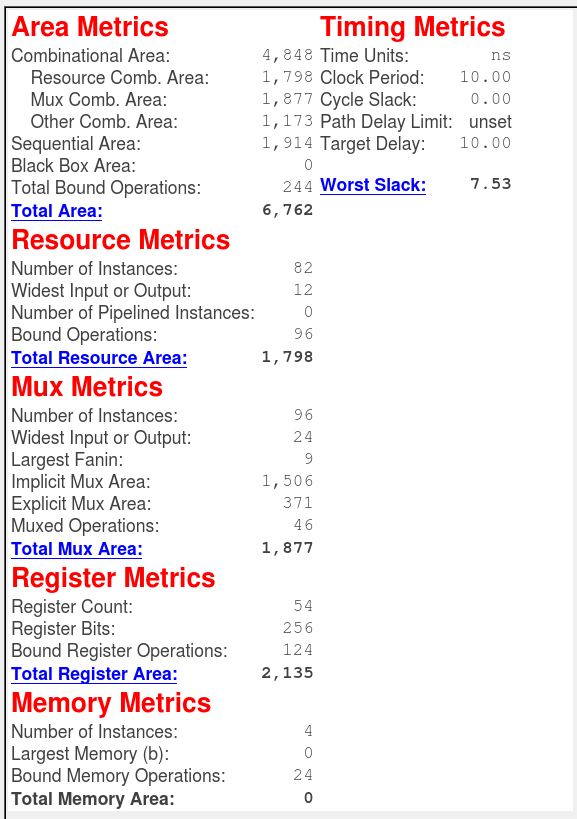 Area Metrics
Combinational Area: 4,848
Resource Comb. Area: 1,798
Mux Comb. Area: 1,877
Other Comb. Area: 1,173
Sequential Area: 1,914
Black Box Area: 0
Total Bound Operations: 244
Total Area: 6,762
Resource Metrics
Number of Instances: 82
Widest Input or Output: 12
Number of Pipelined Instances: 0
Bound Operations: 96
Total Resource Area: 1,798
Mux Metrics
Number of Instances: 96
Widest Input or Output: 24
Largest Fanin: 9
Implicit Mux Area: 1,506
Explicit Mux Area: 371
Muxed Operations: 46
Total Mux Area: 1,877
Register Metrics
Register Count: 54
Register Bits: 256
Bound Register Operations: 124
Total Register Area: 2,135
Memory Metrics
Number of Instances: 4
Largest Memory (b): 0
Bound Memory Operations: 24
Total Memory Area: 0
Timing Metrics
Time Units: ns
Clock Period: 10.00
Cycle Slack: 0.00
Path Delay Limit: unset
Target Delay: 10.00
Worst Slack: 7.53